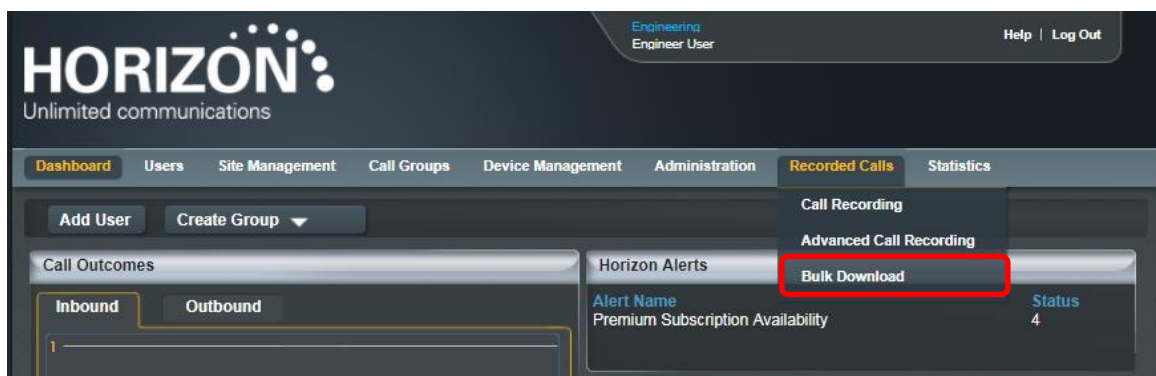 Engineering
Engineer User
Help | Log Out
HORIZON
Unlimited communications
Dashboard Users Site Management Call Groups Device Management Administration Recorded Calls Statistics
Call Recording
Add User Create Group
Advanced Call Recording
Call Outcomes
Horizon Alerts
Bulk Download
Inbound Outbound
Alert Name Status
Premium Subscription Availability 4
1